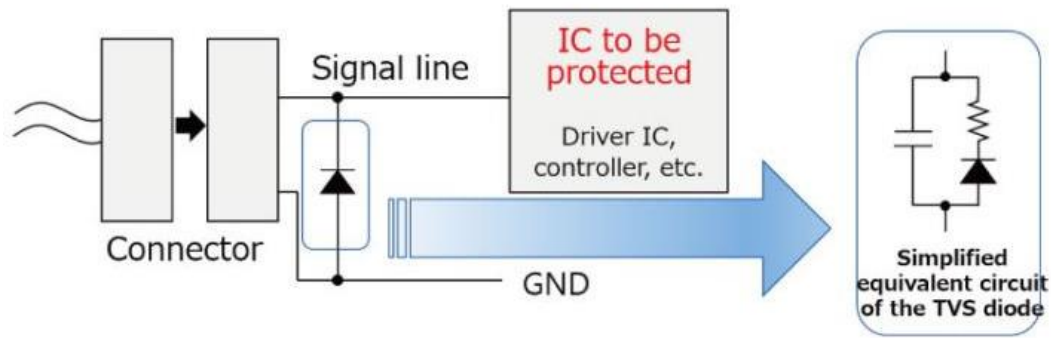 IC to be
protected
Signal line
Driver IC,
controller, etc.
Connector
GND
Simplified
equivalent circuit
of the TVS diode